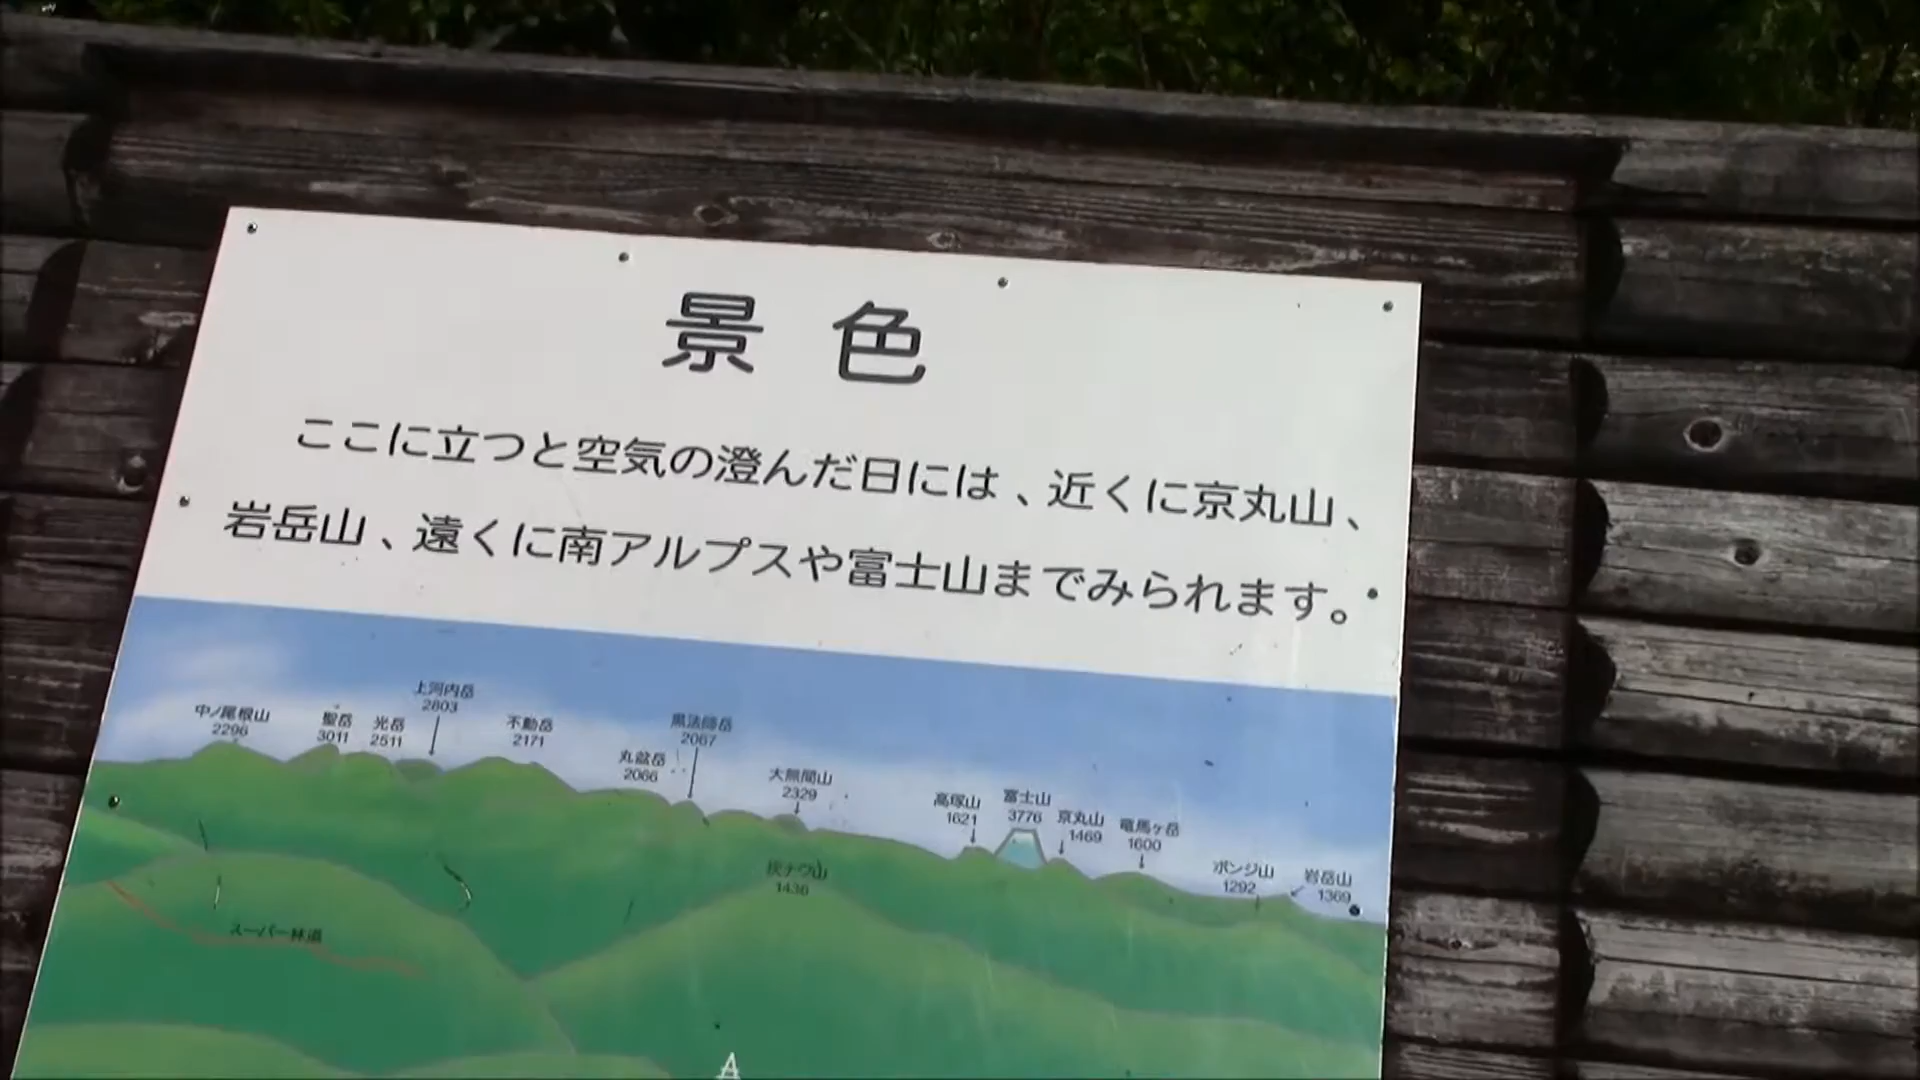 景色
ここに立つと空気の澄んだ日には、近くに京丸山、
岩岳山、遠くに南アルプスや富士山までみられます。
中ノ尾根山
2296
聖岳
3011
光岳
2511
上河内岳
2803
不動岳
2171
丸盆岳
2066
黒法師岳
2067
大無間山
2329
高塚山
1621
富士山
3776
京丸山
1469
竜馬ヶ岳
1600
ボンジ山
1292
岩岳山
1369
灰ナウ山
1436
スーパー林道
A